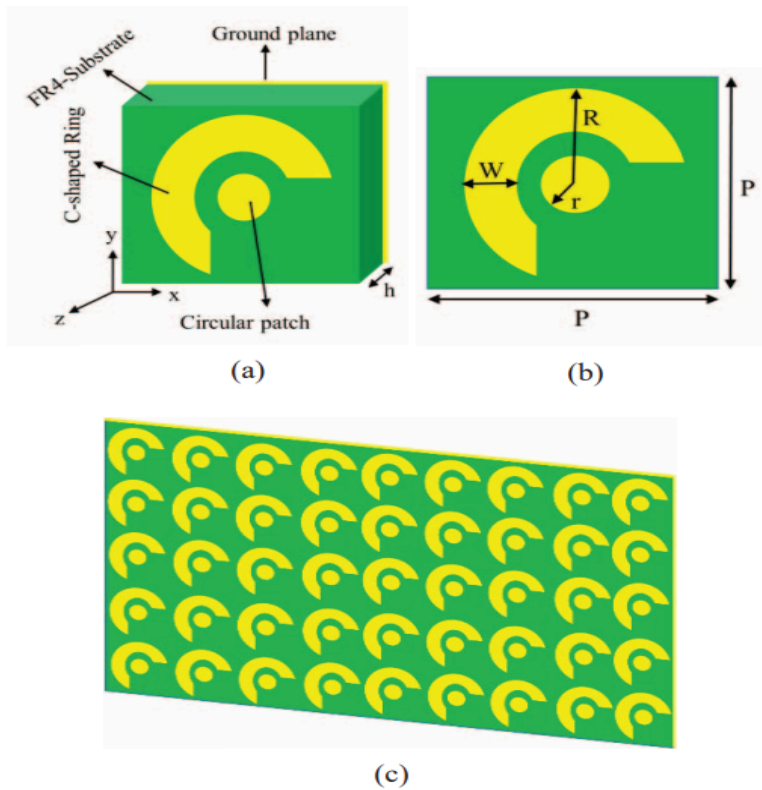 Ground plane
FR4-Substrate
C-shaped Ring
y
x
z
h
Circular patch
(a)
R
W
r
P
P
(b)
(c)